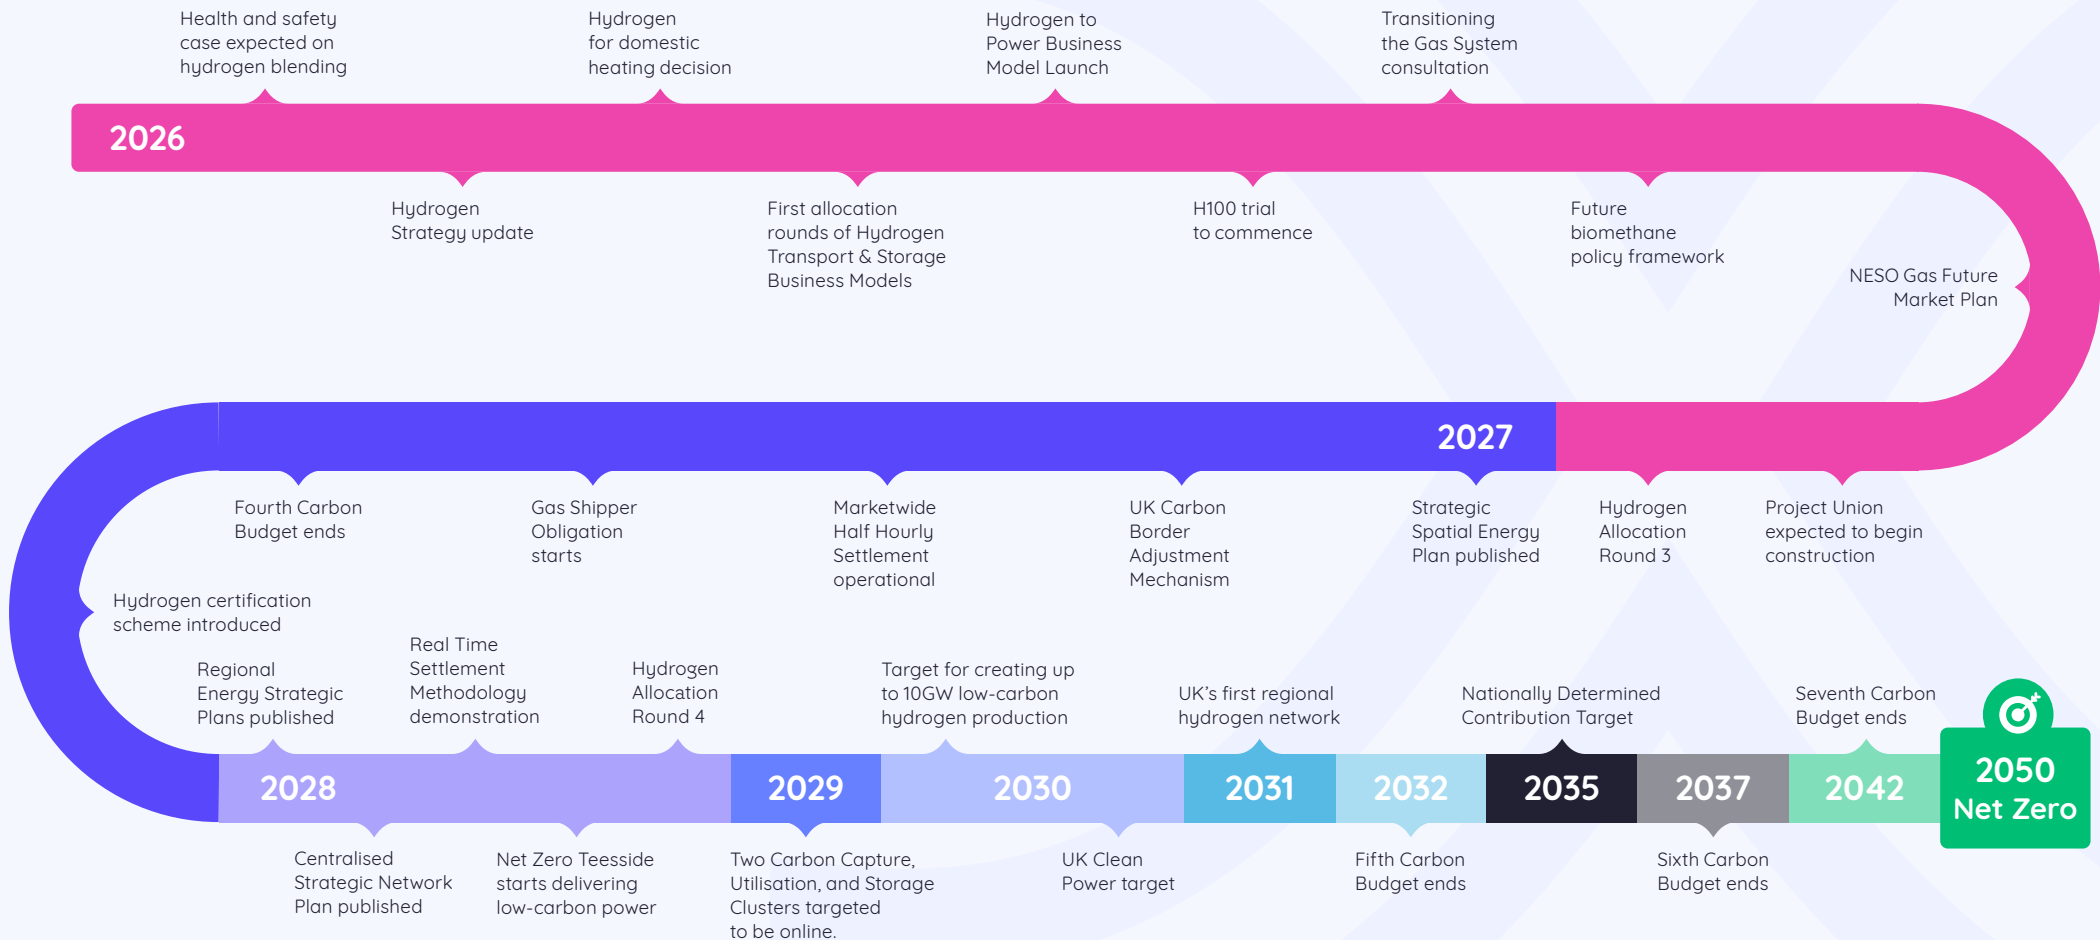 Health and safety
case expected on
hydrogen blending
Hydrogen
for domestic
heating decision
Hydrogen to
Power Business
Model Launch
Transitioning
the Gas System
consultation
2026
Hydrogen
Strategy update
First allocation
rounds of Hydrogen
Transport & Storage
Business Models
H100 trial
to commence
Future
biomethane
policy framework
NESO Gas Future
Market Plan
2027
Fourth Carbon
Budget ends
Gas Shipper
Obligation
starts
Marketwide
Half Hourly
Settlement
operational
UK Carbon
Border
Adjustment
Mechanism
Strategic
Spatial Energy
Plan published
Hydrogen
Allocation
Round 3
Project Union
expected to begin
construction
Hydrogen certification
scheme introduced
Regional
Energy Strategic
Plans published
Real Time
Settlement
Methodology
demonstration
Hydrogen
Allocation
Round 4
Target for creating up
to 10GW low-carbon
hydrogen production
UK's first regional
hydrogen network
Nationally Determined
Contribution Target
Seventh Carbon
Budget ends
2028
2029
2030
2031
2032
2035
2037
2042
2050
Net Zero
Centralised
Strategic Network
Plan published
Net Zero Teesside
starts delivering
low-carbon power
Two Carbon Capture,
Utilisation, and Storage
Clusters targeted
to be online.
UK Clean
Power target
Fifth Carbon
Budget ends
Sixth Carbon
Budget ends